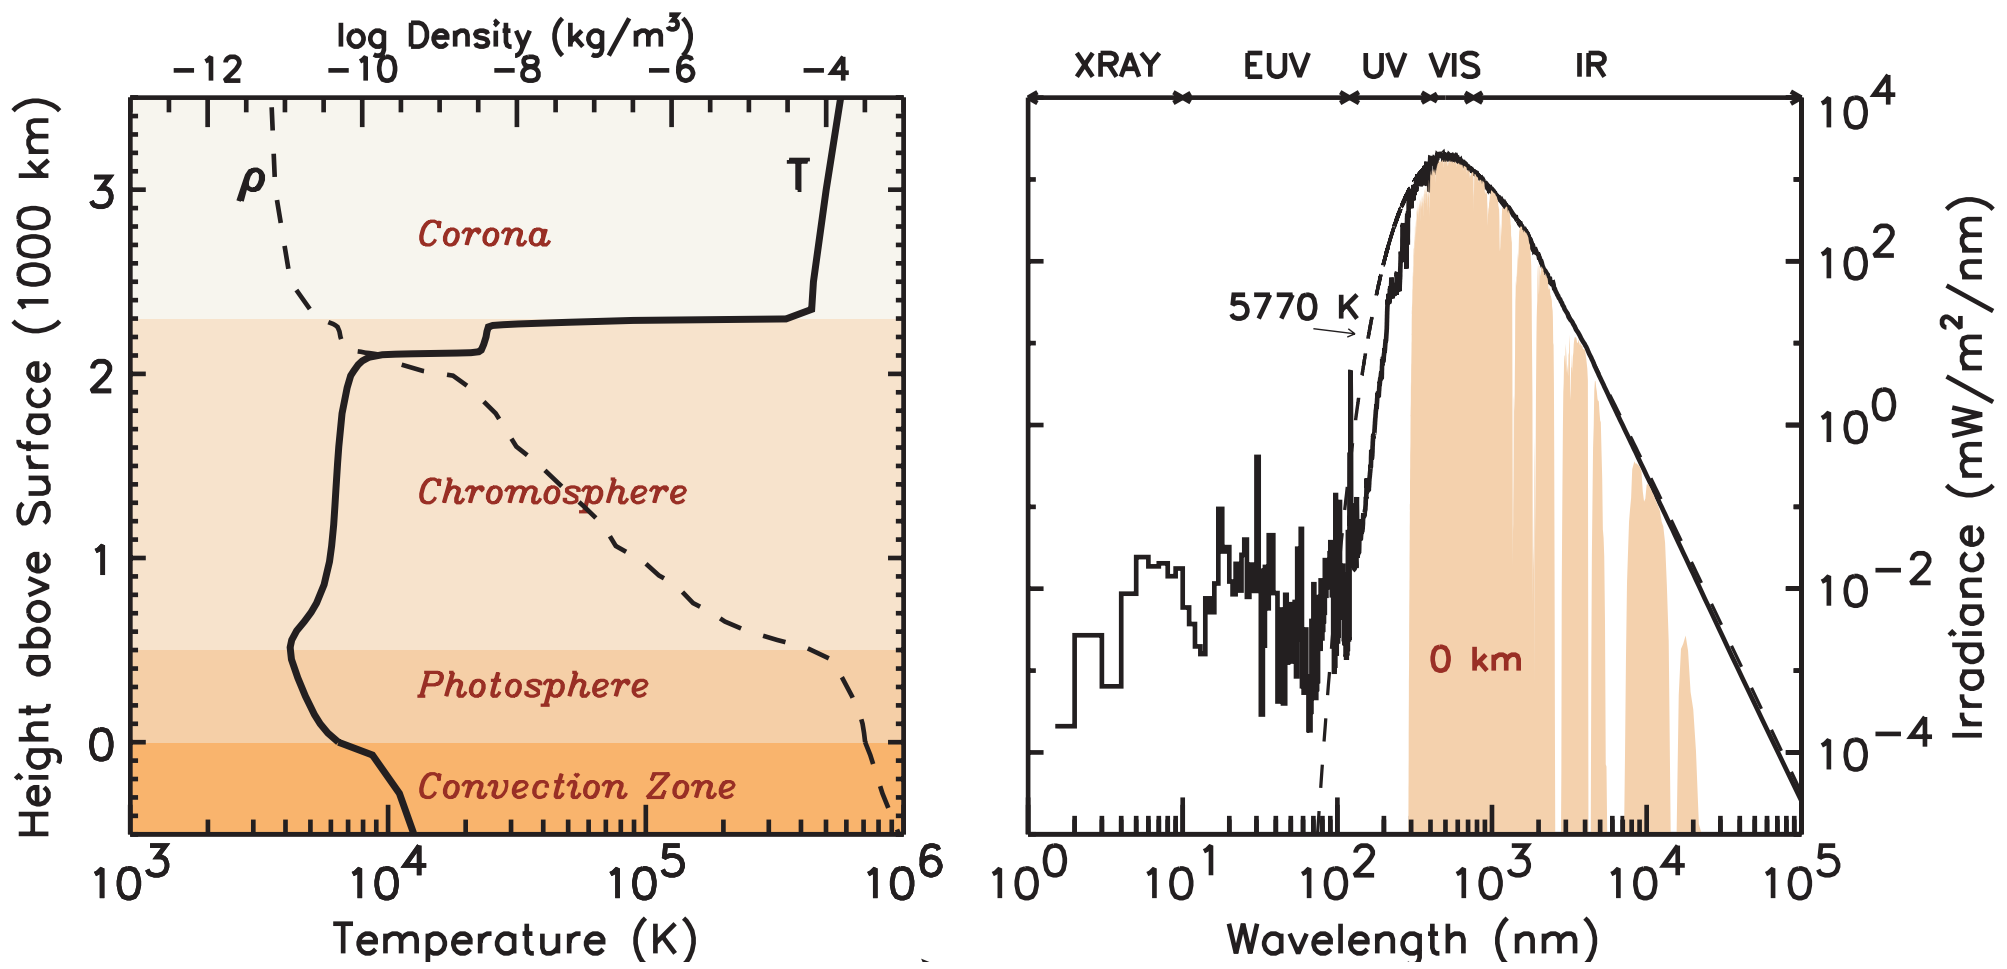 log Density (kg/m³)
−12 −10 −8 −6 −4
Height above Surface (1000 km)
3
2
1
0
ρ
T
Corona
Chromosphere
Photosphere
Convection Zone
10³ 10⁴ 10⁵ 10⁶
Temperature (K)
XRAY EUV UV VIS IR
5770 K
0 km
10⁴
10²
10⁰
10⁻²
10⁻⁴
Irradiance (mW/m²/nm)
10⁰ 10¹ 10² 10³ 10⁴ 10⁵
Wavelength (nm)